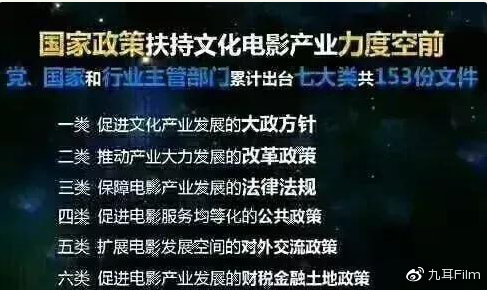 国家政策扶持文化电影产业力度空前
党、国家和行业主管部门累计出台七大类共153份文件
一类 促进文化产业发展的大政方针
二类 推动产业大力发展的改革政策
三类 保障电影产业发展的法律法规
四类 促进电影服务均等化的公共政策
五类 扩展电影发展空间的对外交流政策
六类 促进电影产业发展的财税金融土地政策
九耳Film